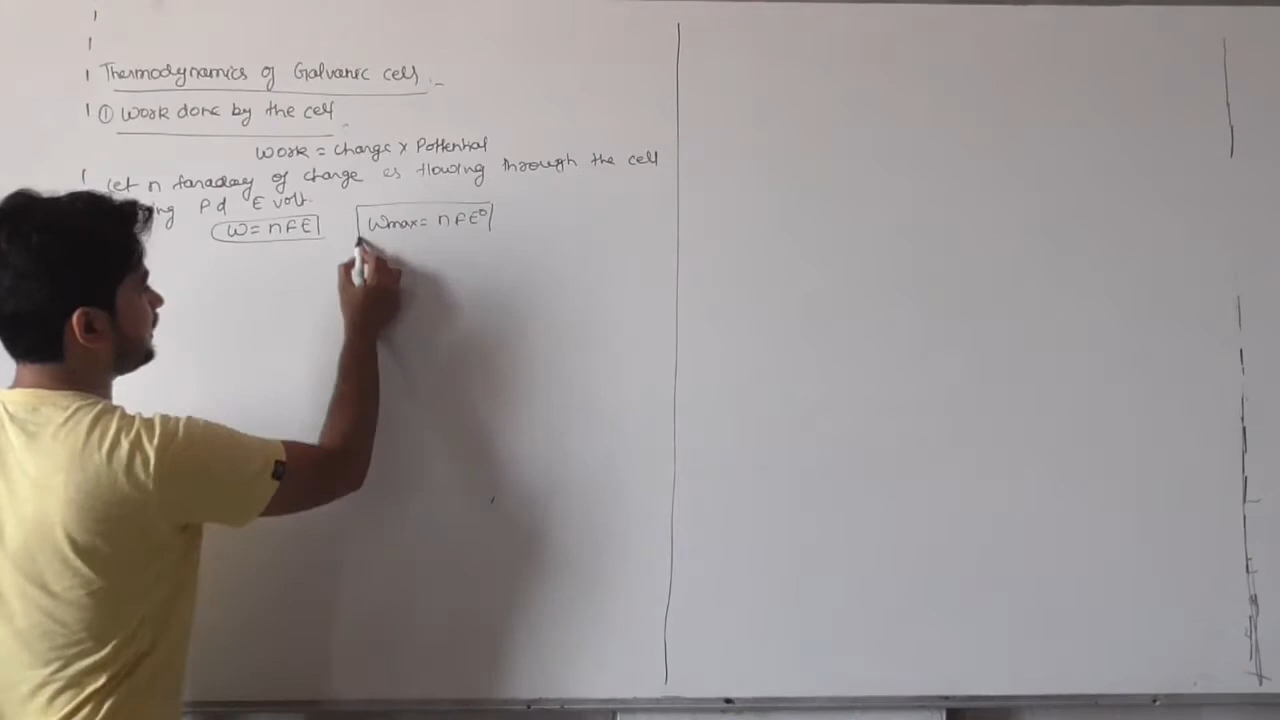 Thermodynamics of Galvanic cell :-
① Work done by the cell
Work = charge x Potential
Let n faraday of charge is flowing through the cell
Pd E volt.
W = nFE Wmax = nFE°